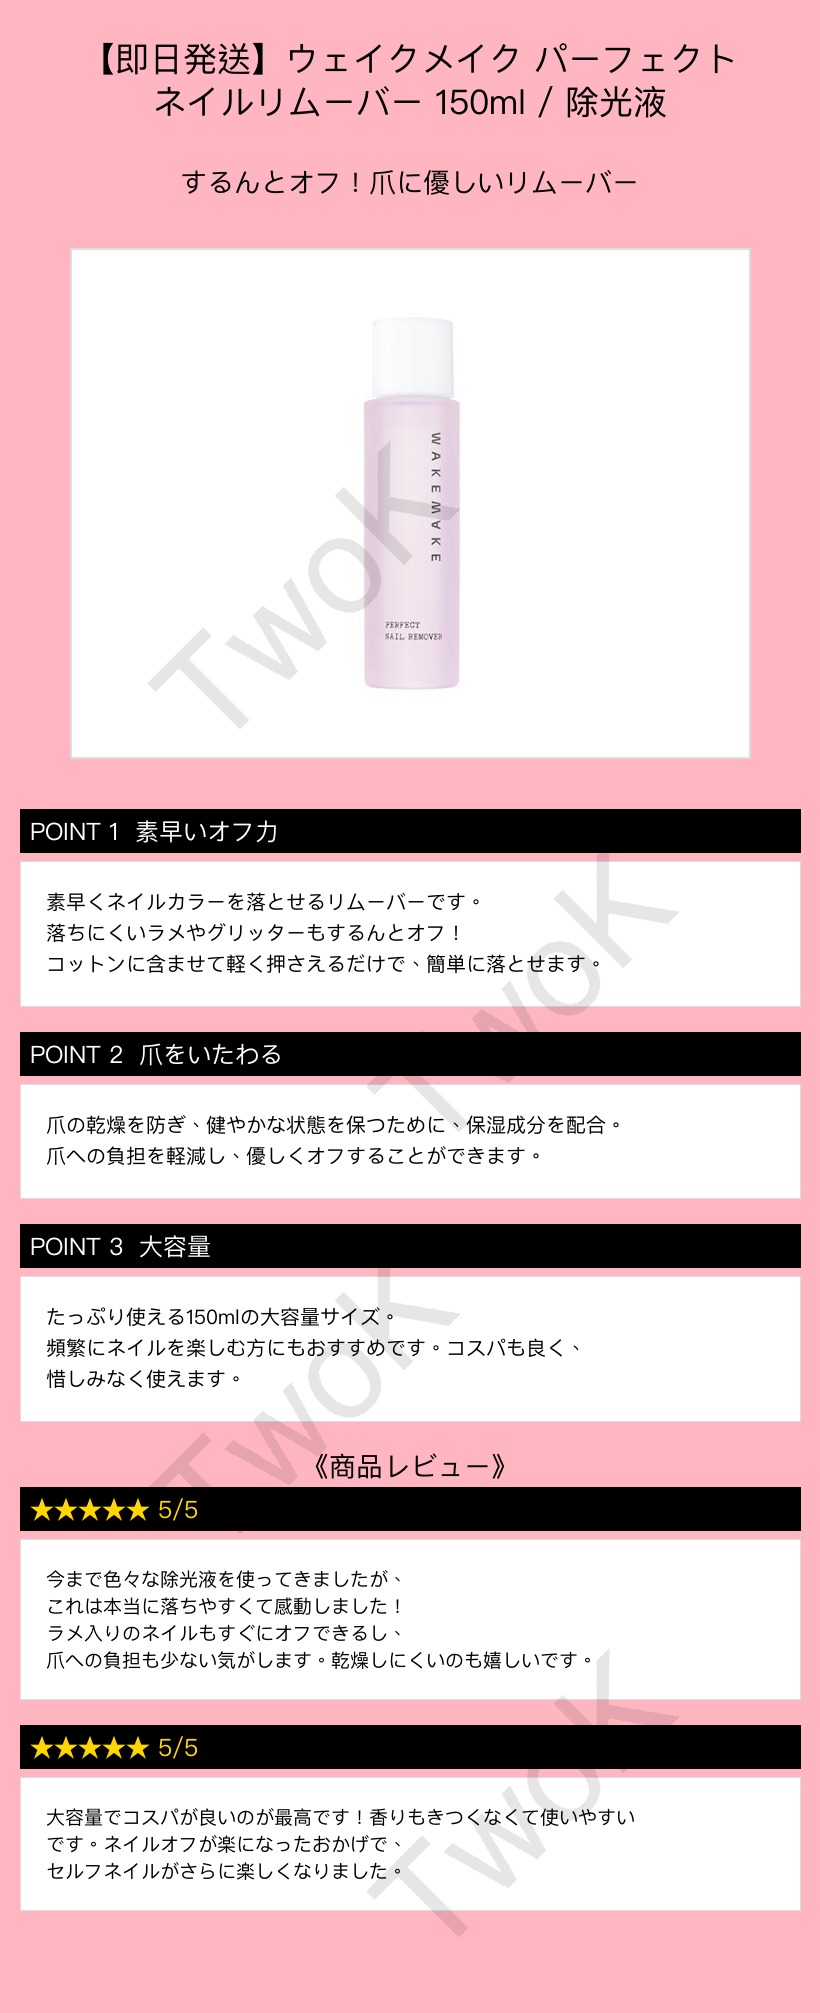 【即日発送】ウェイクメイク パーフェクト
ネイルリムーバー 150ml / 除光液
するんとオフ！爪に優しいリムーバー
WAKEMAKE
PERFECT
NAIL REMOVER
TwoK
POINT 1 素早いオフ力
素早くネイルカラーを落とせるリムーバーです。
落ちにくいラメやグリッターもするんとオフ！
コットンに含ませて軽く押さえるだけで、簡単に落とせます。
TwoK
POINT 2 爪をいたわる
爪の乾燥を防ぎ、健やかな状態を保つために、保湿成分を配合。
爪への負担を軽減し、優しくオフすることができます。
POINT 3 大容量
たっぷり使える150mlの大容量サイズ。
頻繁にネイルを楽しむ方にもおすすめです。コスパも良く、
惜しみなく使えます。
TwoK
《商品レビュー》
★★★★★ 5/5
今まで色々な除光液を使ってきましたが、
これは本当に落ちやすくて感動しました！
ラメ入りのネイルもすぐにオフできるし、
爪への負担も少ない気がします。乾燥しにくいのも嬉しいです。
★★★★★ 5/5
大容量でコスパが良いのが最高です！香りもきつくなくて使いやすい
です。ネイルオフが楽になったおかげで、
セルフネイルがさらに楽しくなりました。
TwoK